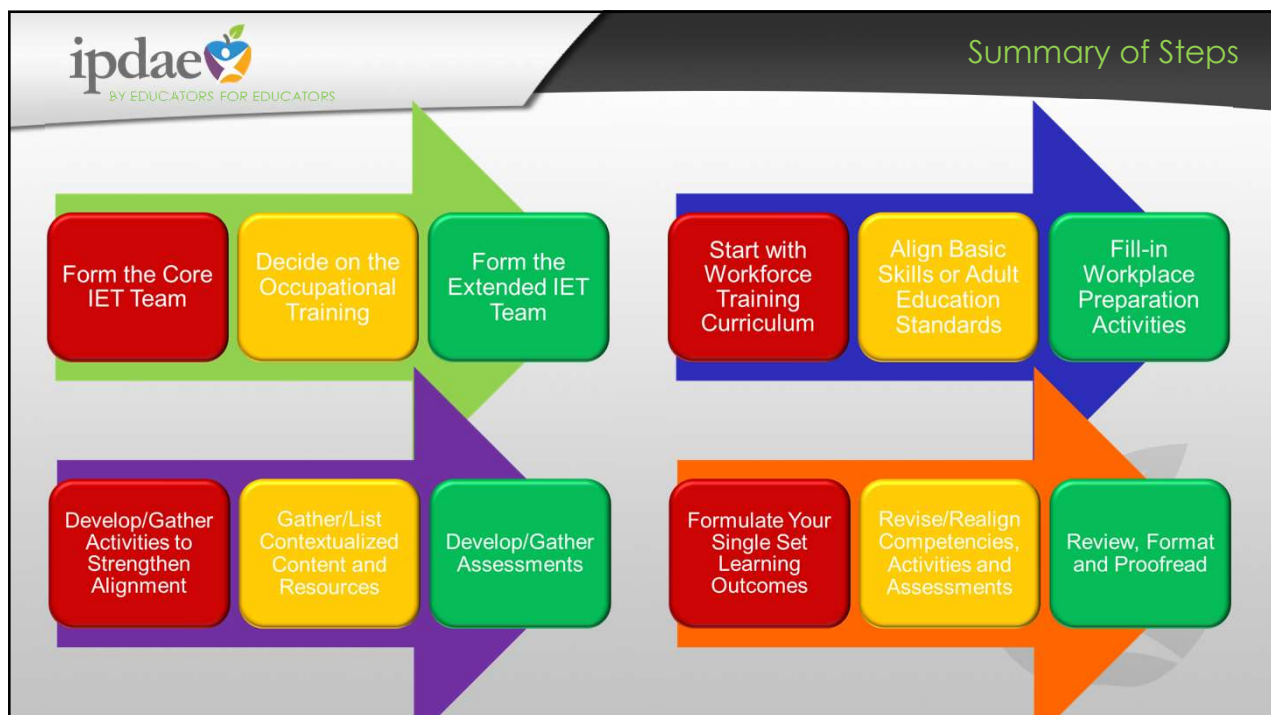 ipdae
BY EDUCATORS FOR EDUCATORS
Summary of Steps
Form the Core
IET Team
Decide on the
Occupational
Training
Form the
Extended IET
Team
Start with
Workforce
Training
Curriculum
Align Basic
Skills or Adult
Education
Standards
Fill-in
Workplace
Preparation
Activities
Develop/Gather
Activities to
Strengthen
Alignment
Gather/List
Contextualized
Content and
Resources
Develop/Gather
Assessments
Formulate Your
Single Set
Learning
Outcomes
Revise/Realign
Competencies,
Activities and
Assessments
Review, Format
and Proofread